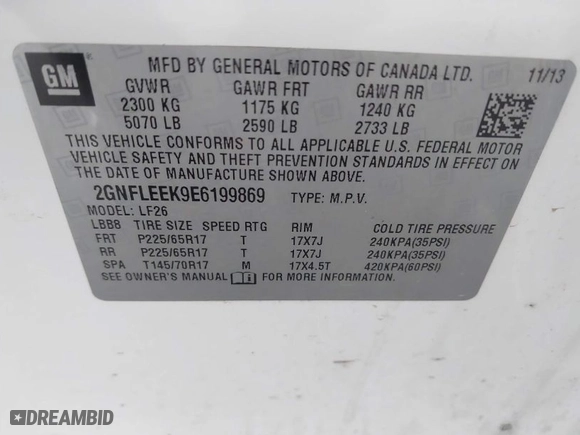 GM
MFD BY GENERAL MOTORS OF CANADA LTD. 11/13
GVWR GAWR FRT GAWR RR
2300 KG 1175 KG 1240 KG
5070 LB 2590 LB 2733 LB
THIS VEHICLE CONFORMS TO ALL APPLICABLE U.S. FEDERAL MOTOR
VEHICLE SAFETY AND THEFT PREVENTION STANDARDS IN EFFECT ON
THE DATE OF MANUFACTURE SHOWN ABOVE.
2GNFLEEK9E6199869 TYPE: M.P.V.
MODEL: LF26
LBB8 TIRE SIZE SPEED RTG RIM COLD TIRE PRESSURE
FRT P225/65R17 T 17X7J 240KPA(35PSI)
RR P225/65R17 T 17X7J 240KPA(35PSI)
SPA T145/70R17 M 17X4.5T 420KPA(60PSI)
SEE OWNER'S MANUAL FOR MORE INFORMATION.
DREAMBID